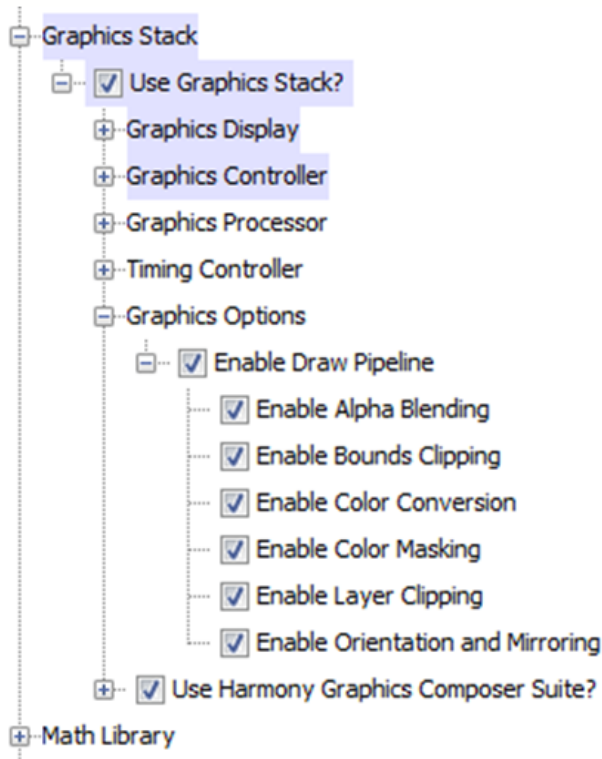 Graphics Stack
Use Graphics Stack?
Graphics Display
Graphics Controller
Graphics Processor
Timing Controller
Graphics Options
Enable Draw Pipeline
Enable Alpha Blending
Enable Bounds Clipping
Enable Color Conversion
Enable Color Masking
Enable Layer Clipping
Enable Orientation and Mirroring
Use Harmony Graphics Composer Suite?
Math Library